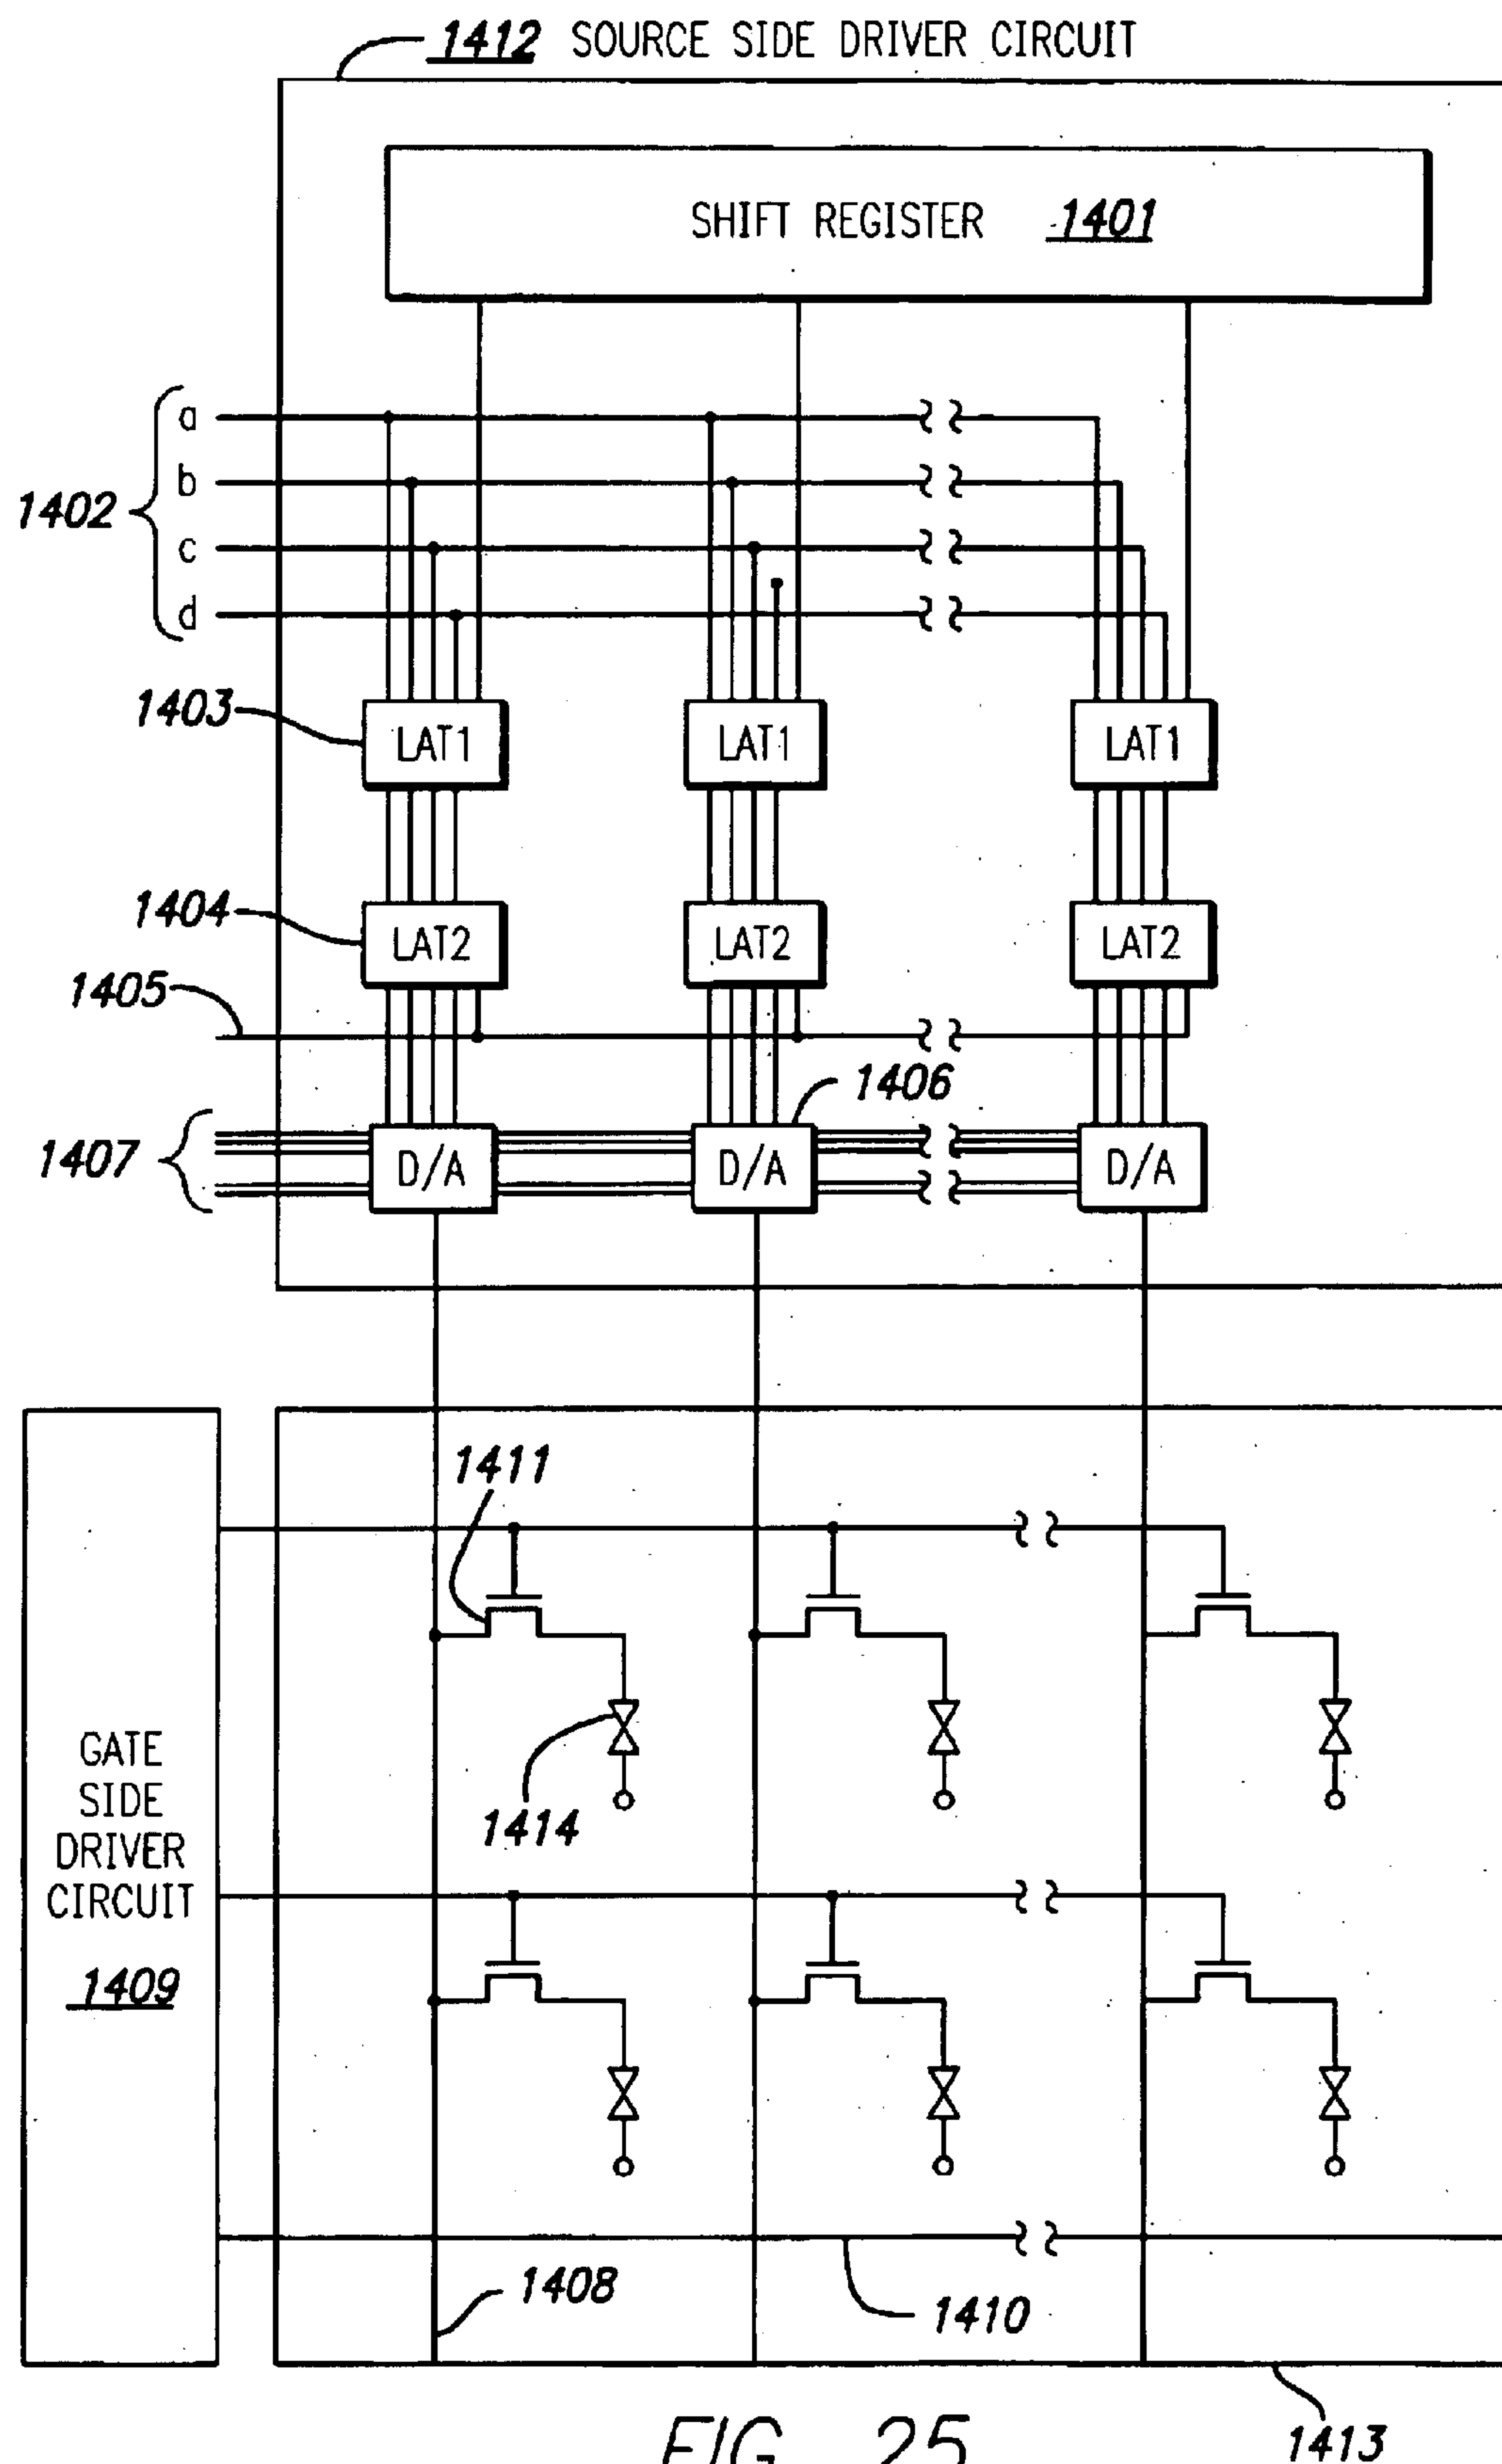 1412 SOURCE SIDE DRIVER CIRCUIT
SHIFT REGISTER 1401
a
b
1402
c
d
1403
LAT1 LAT1 LAT1
1404
LAT2 LAT2 LAT2
1405
1406
1407
D/A D/A D/A
1411
1414
GATE
SIDE
DRIVER
CIRCUIT
1409
1408
1410
1413
FIG. 25